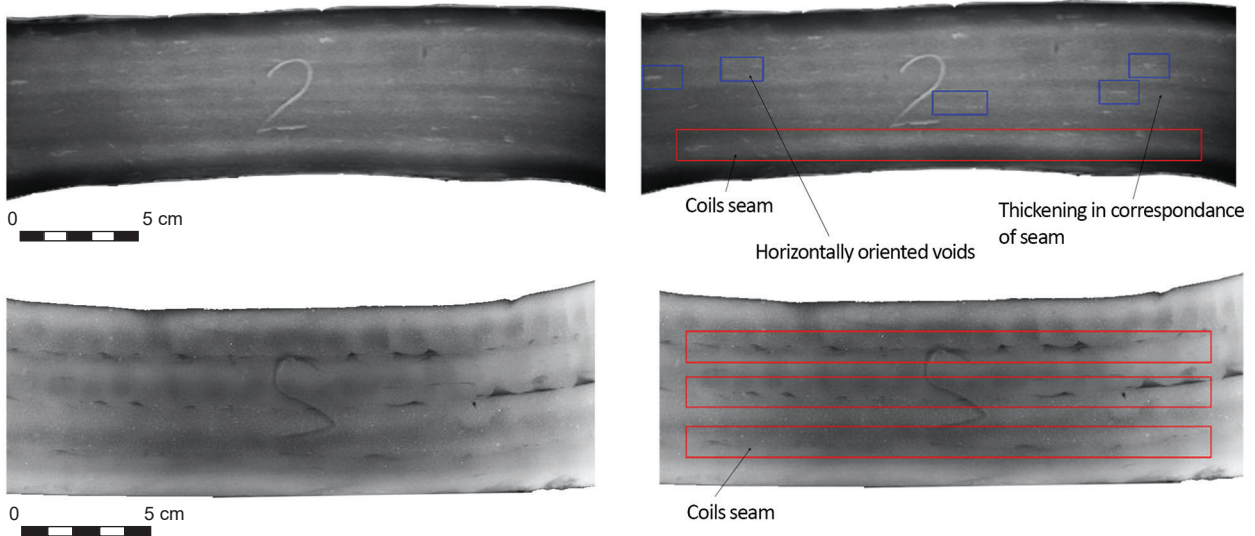 2
2
0 5 cm
Coils seam
Thickening in correspondance
of seam
Horizontally oriented voids
0 5 cm
Coils seam